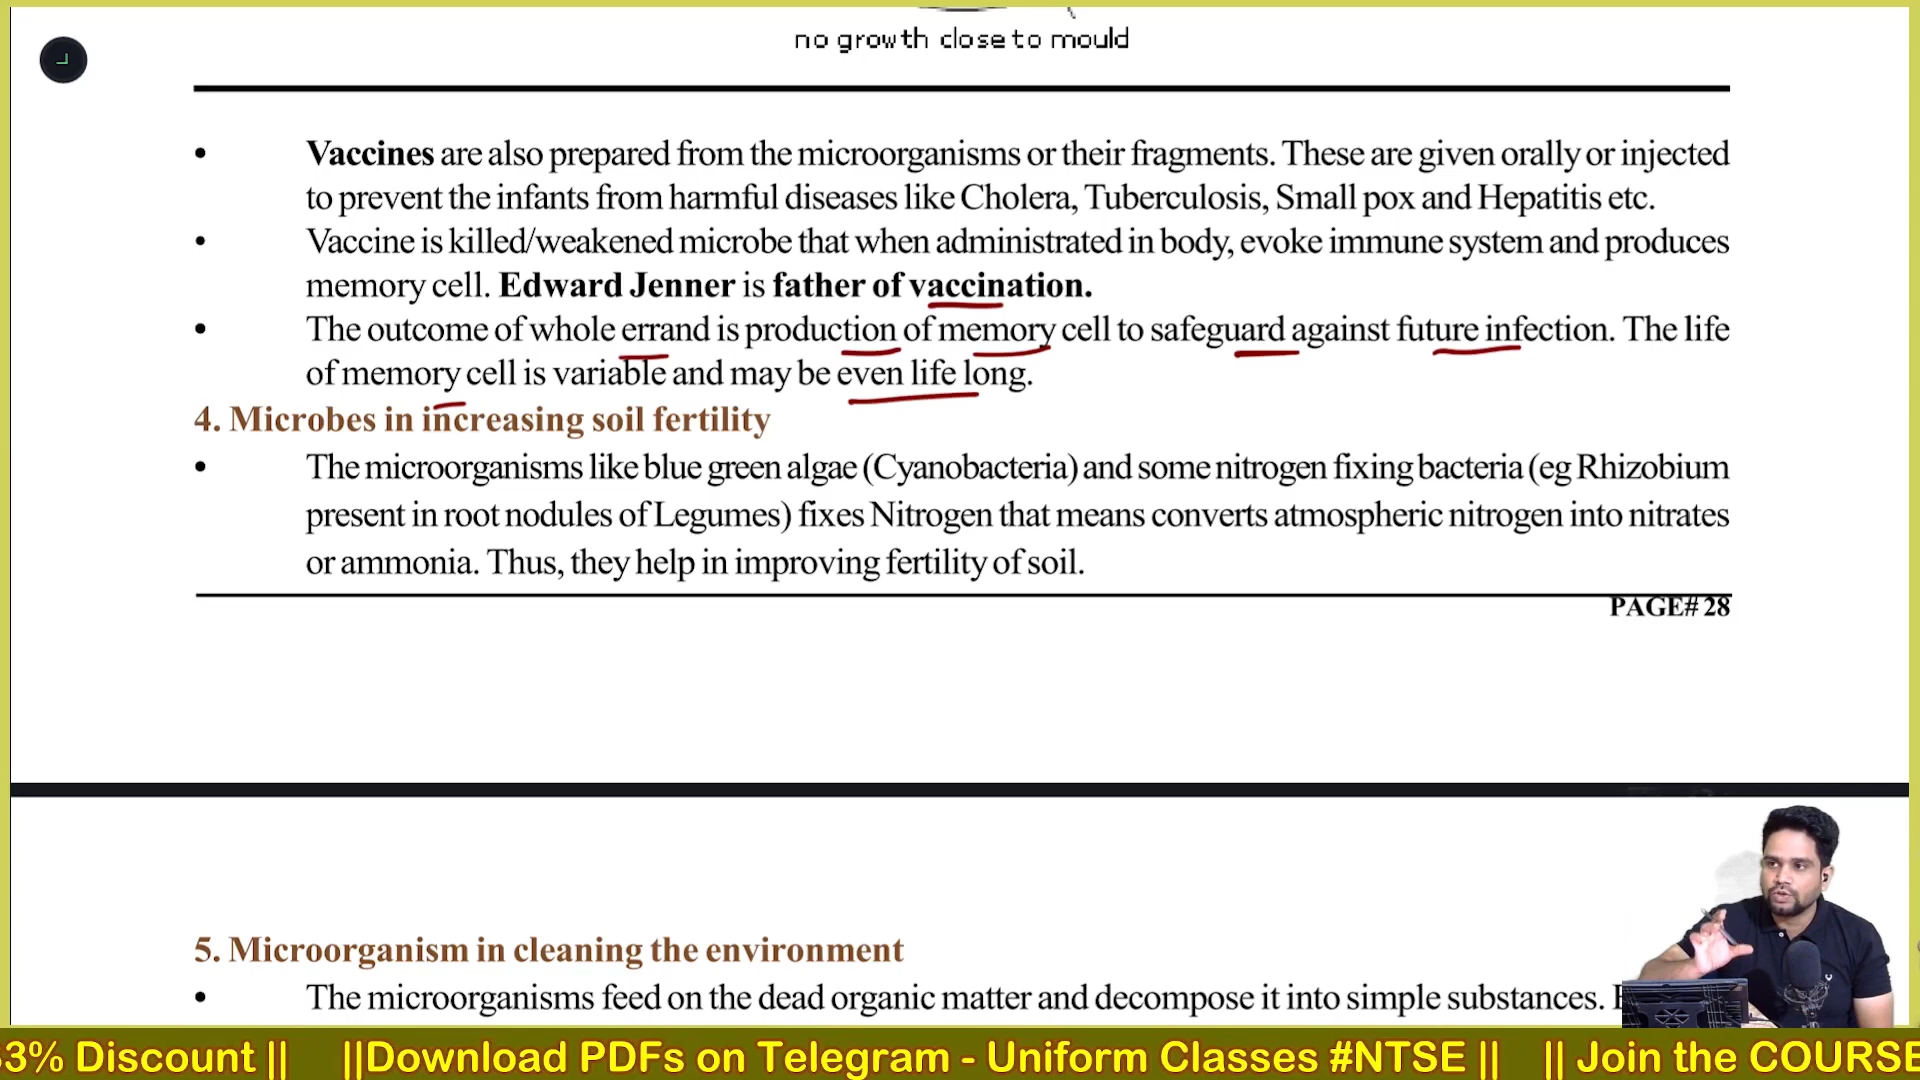 no growth close to mould
• Vaccines are also prepared from the microorganisms or their fragments. These are given orally or injected
to prevent the infants from harmful diseases like Cholera, Tuberculosis, Small pox and Hepatitis etc.
• Vaccine is killed/weakened microbe that when administrated in body, evoke immune system and produces
memory cell. Edward Jenner is father of vaccination.
• The outcome of whole errand is production of memory cell to safeguard against future infection. The life
of memory cell is variable and may be even life long.
4. Microbes in increasing soil fertility
• The microorganisms like blue green algae (Cyanobacteria) and some nitrogen fixing bacteria (eg Rhizobium
present in root nodules of Legumes) fixes Nitrogen that means converts atmospheric nitrogen into nitrates
or ammonia. Thus, they help in improving fertility of soil.
PAGE# 28
5. Microorganism in cleaning the environment
• The microorganisms feed on the dead organic matter and decompose it into simple substances.
3% Discount || ||Download PDFs on Telegram - Uniform Classes #NTSE || || Join the COURSE